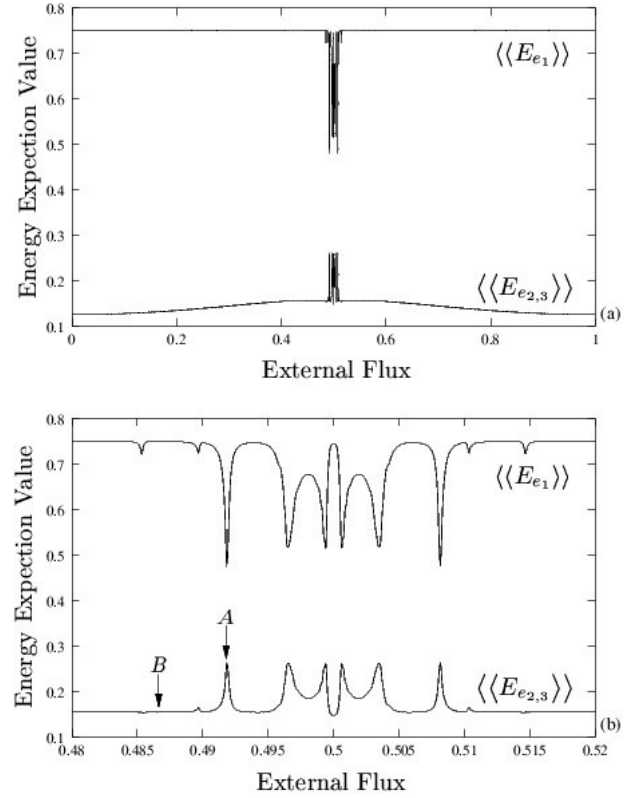 0.8
0.7
0.6
0.5
0.4
0.3
0.2
0.1
Energy Expection Value
⟨⟨E_{e_1}⟩⟩
⟨⟨E_{e_{2,3}}⟩⟩
(a)
0 0.2 0.4 0.6 0.8 1
External Flux
0.8
0.7
0.6
0.5
0.4
0.3
0.2
0.1
Energy Expection Value
⟨⟨E_{e_1}⟩⟩
A
B
⟨⟨E_{e_{2,3}}⟩⟩
(b)
0.48 0.485 0.49 0.495 0.5 0.505 0.51 0.515 0.52
External Flux